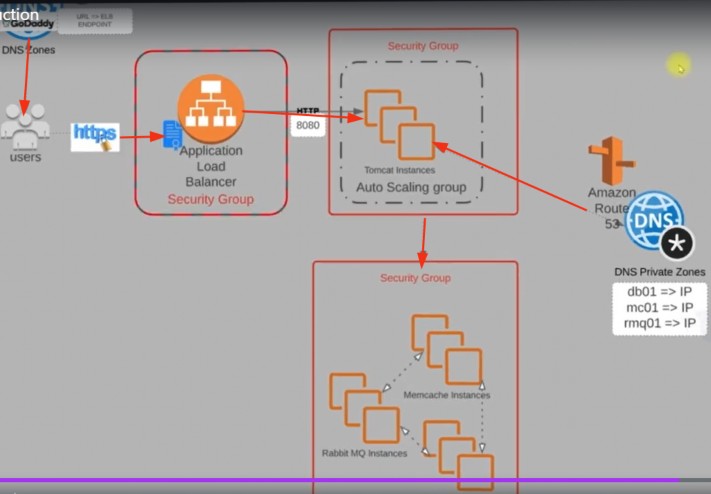 uction
GoDaddy
URL => ELB
ENDPOINT
DNS Zones
users
https
Application
Load
Balancer
Security Group
HTTP
8080
Security Group
Tomcat Instances
Auto Scaling group
Amazon
Route
53
DNS
*
DNS Private Zones
db01 => IP
mc01 => IP
rmq01 => IP
Security Group
Memcache Instances
Rabbit MQ Instances